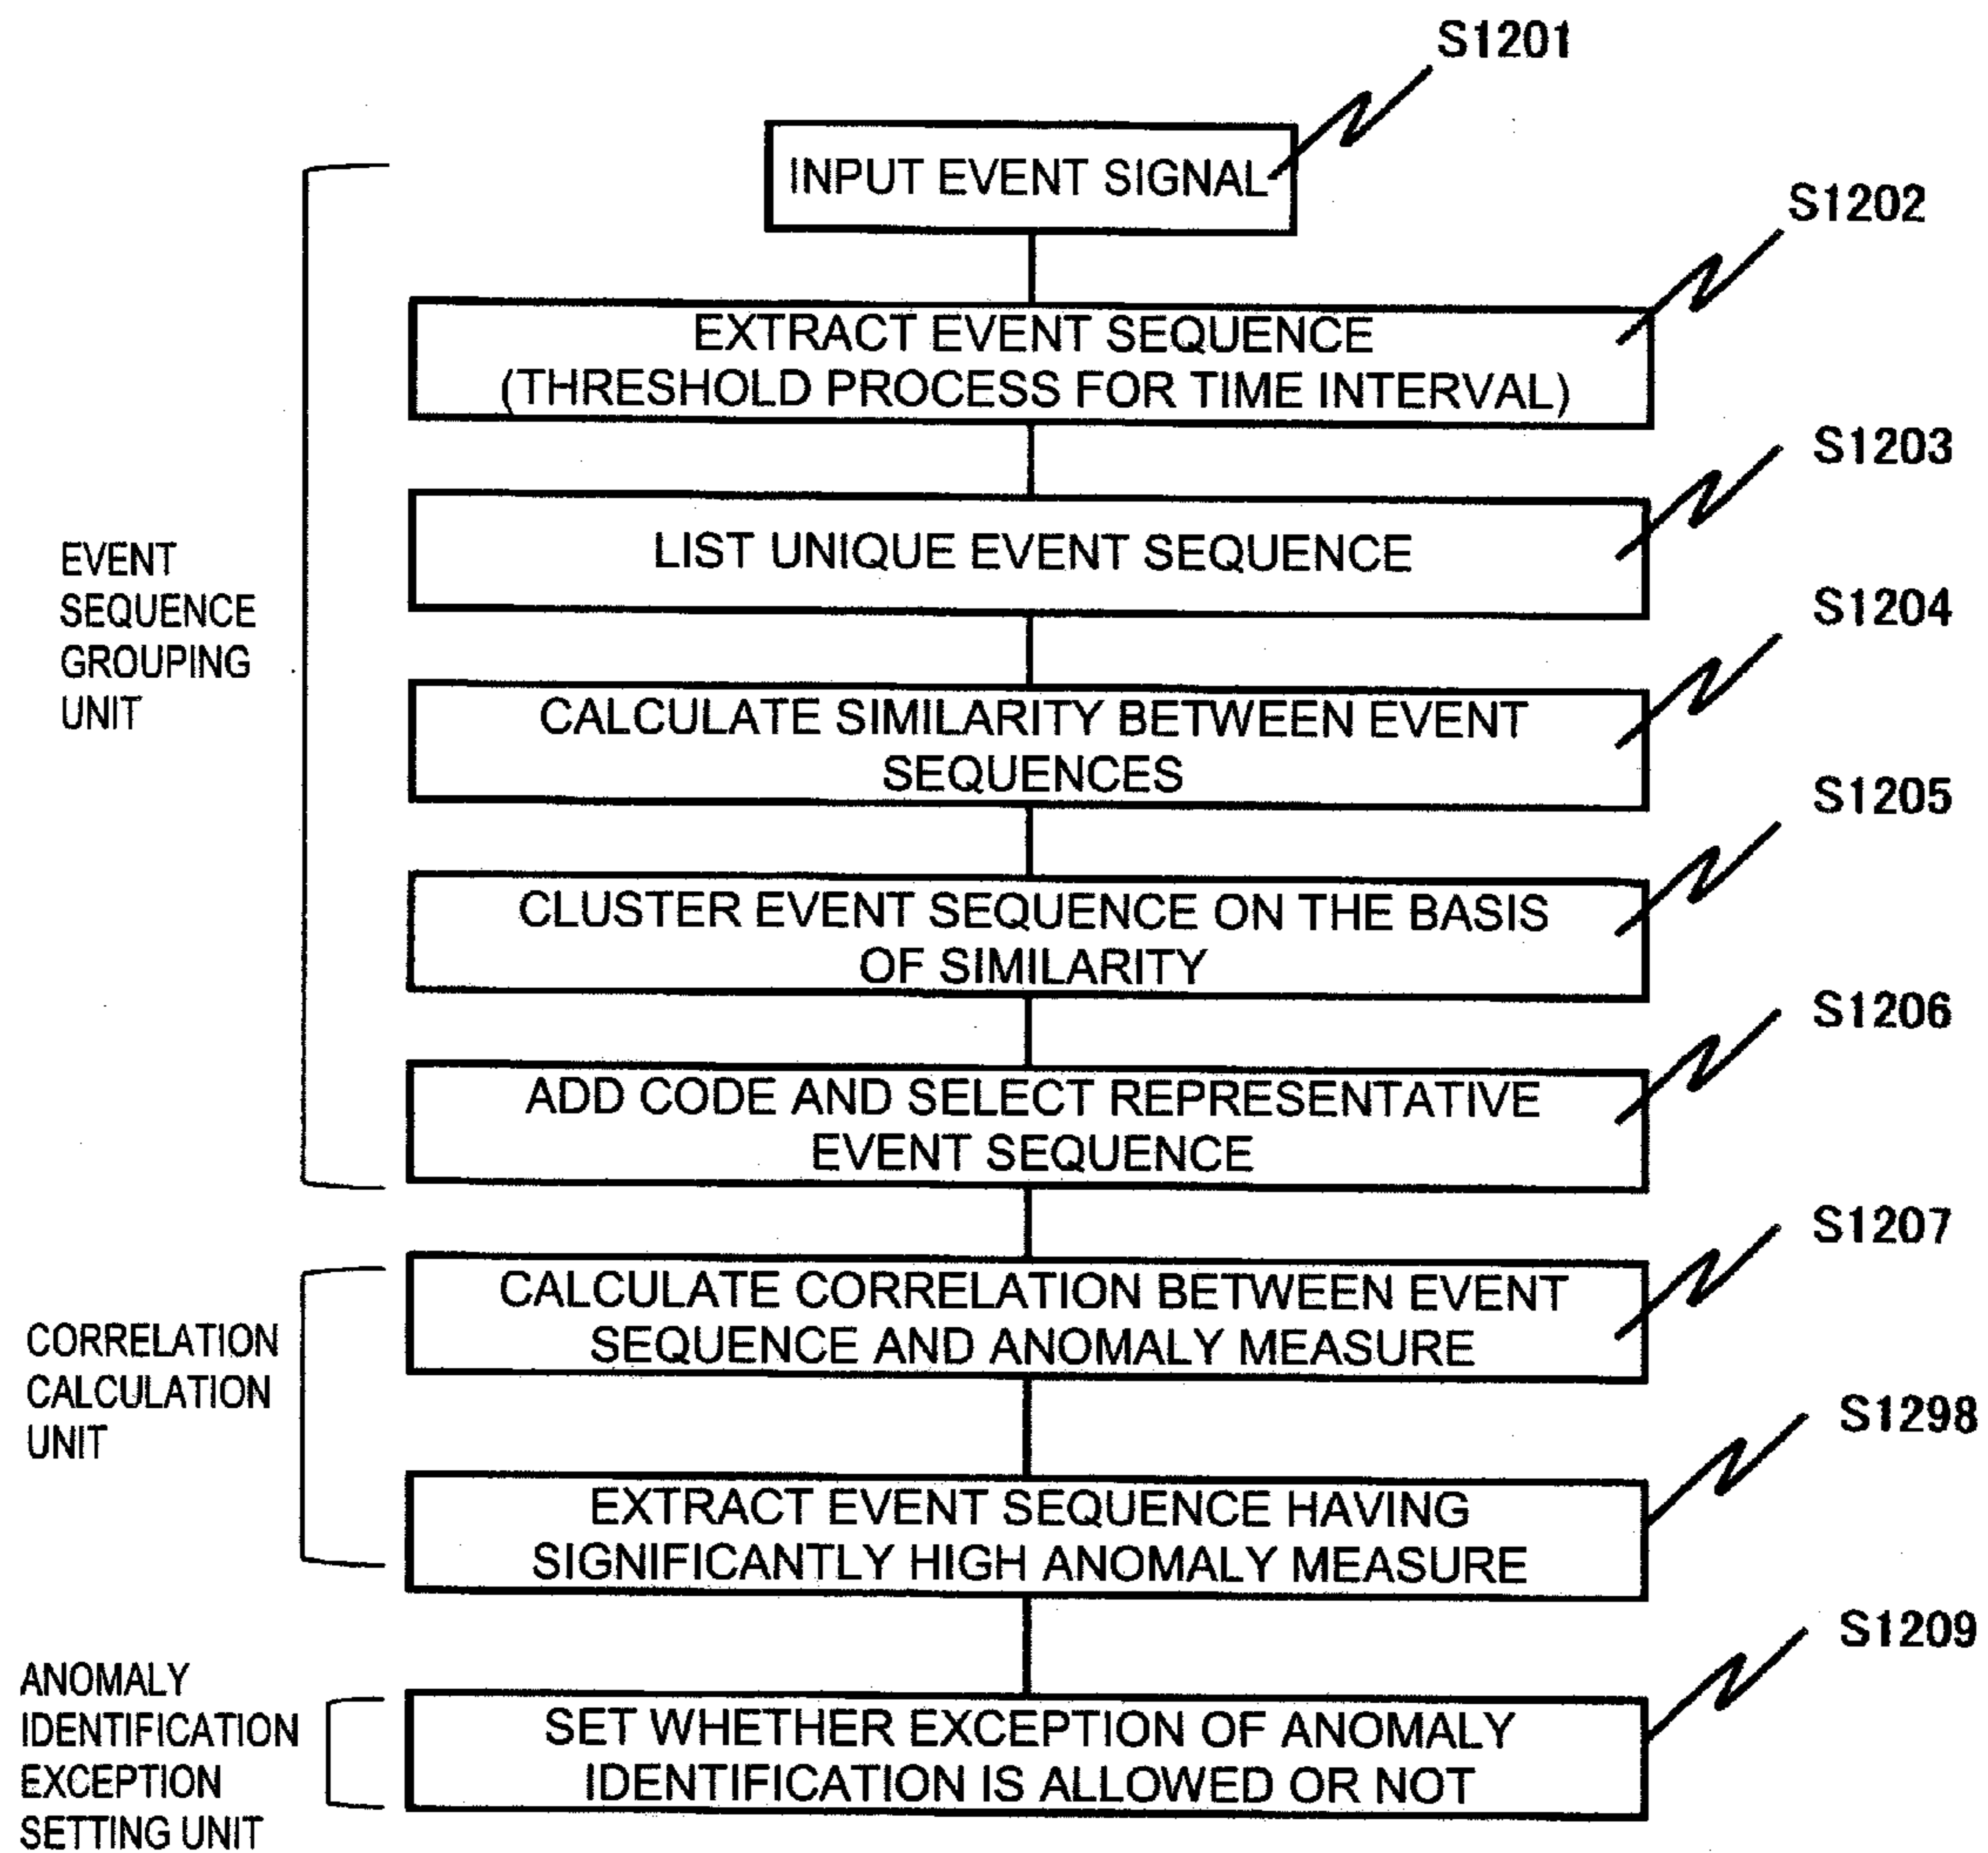 S1201
INPUT EVENT SIGNAL
S1202
EXTRACT EVENT SEQUENCE
(THRESHOLD PROCESS FOR TIME INTERVAL)
S1203
LIST UNIQUE EVENT SEQUENCE
EVENT
SEQUENCE
GROUPING
UNIT
S1204
CALCULATE SIMILARITY BETWEEN EVENT
SEQUENCES
S1205
CLUSTER EVENT SEQUENCE ON THE BASIS
OF SIMILARITY
S1206
ADD CODE AND SELECT REPRESENTATIVE
EVENT SEQUENCE
S1207
CALCULATE CORRELATION BETWEEN EVENT
SEQUENCE AND ANOMALY MEASURE
CORRELATION
CALCULATION
UNIT
S1298
EXTRACT EVENT SEQUENCE HAVING
SIGNIFICANTLY HIGH ANOMALY MEASURE
S1209
ANOMALY
IDENTIFICATION
EXCEPTION
SETTING UNIT
SET WHETHER EXCEPTION OF ANOMALY
IDENTIFICATION IS ALLOWED OR NOT